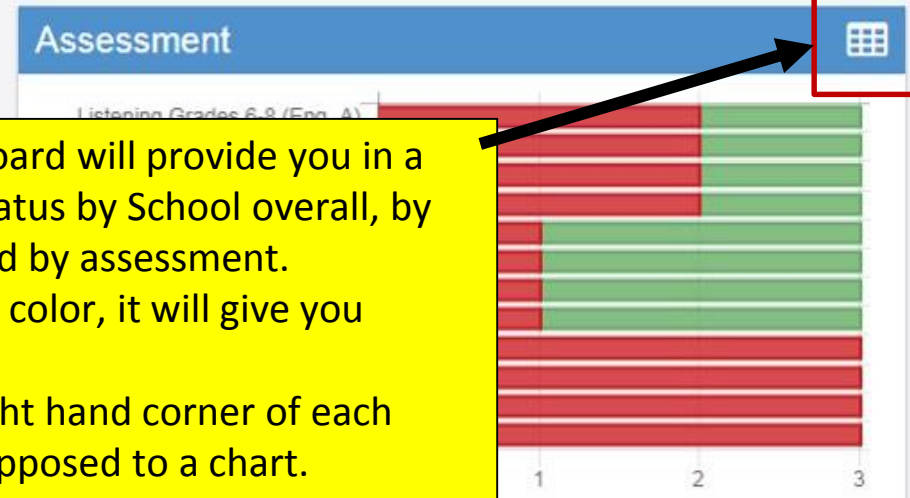 Assessment
Listening Grades 6-8 (Eng. A)
oard will provide you in a
atus by School overall, by
d by assessment.
color, it will give you
ht hand corner of each
pposed to a chart.
1 2 3